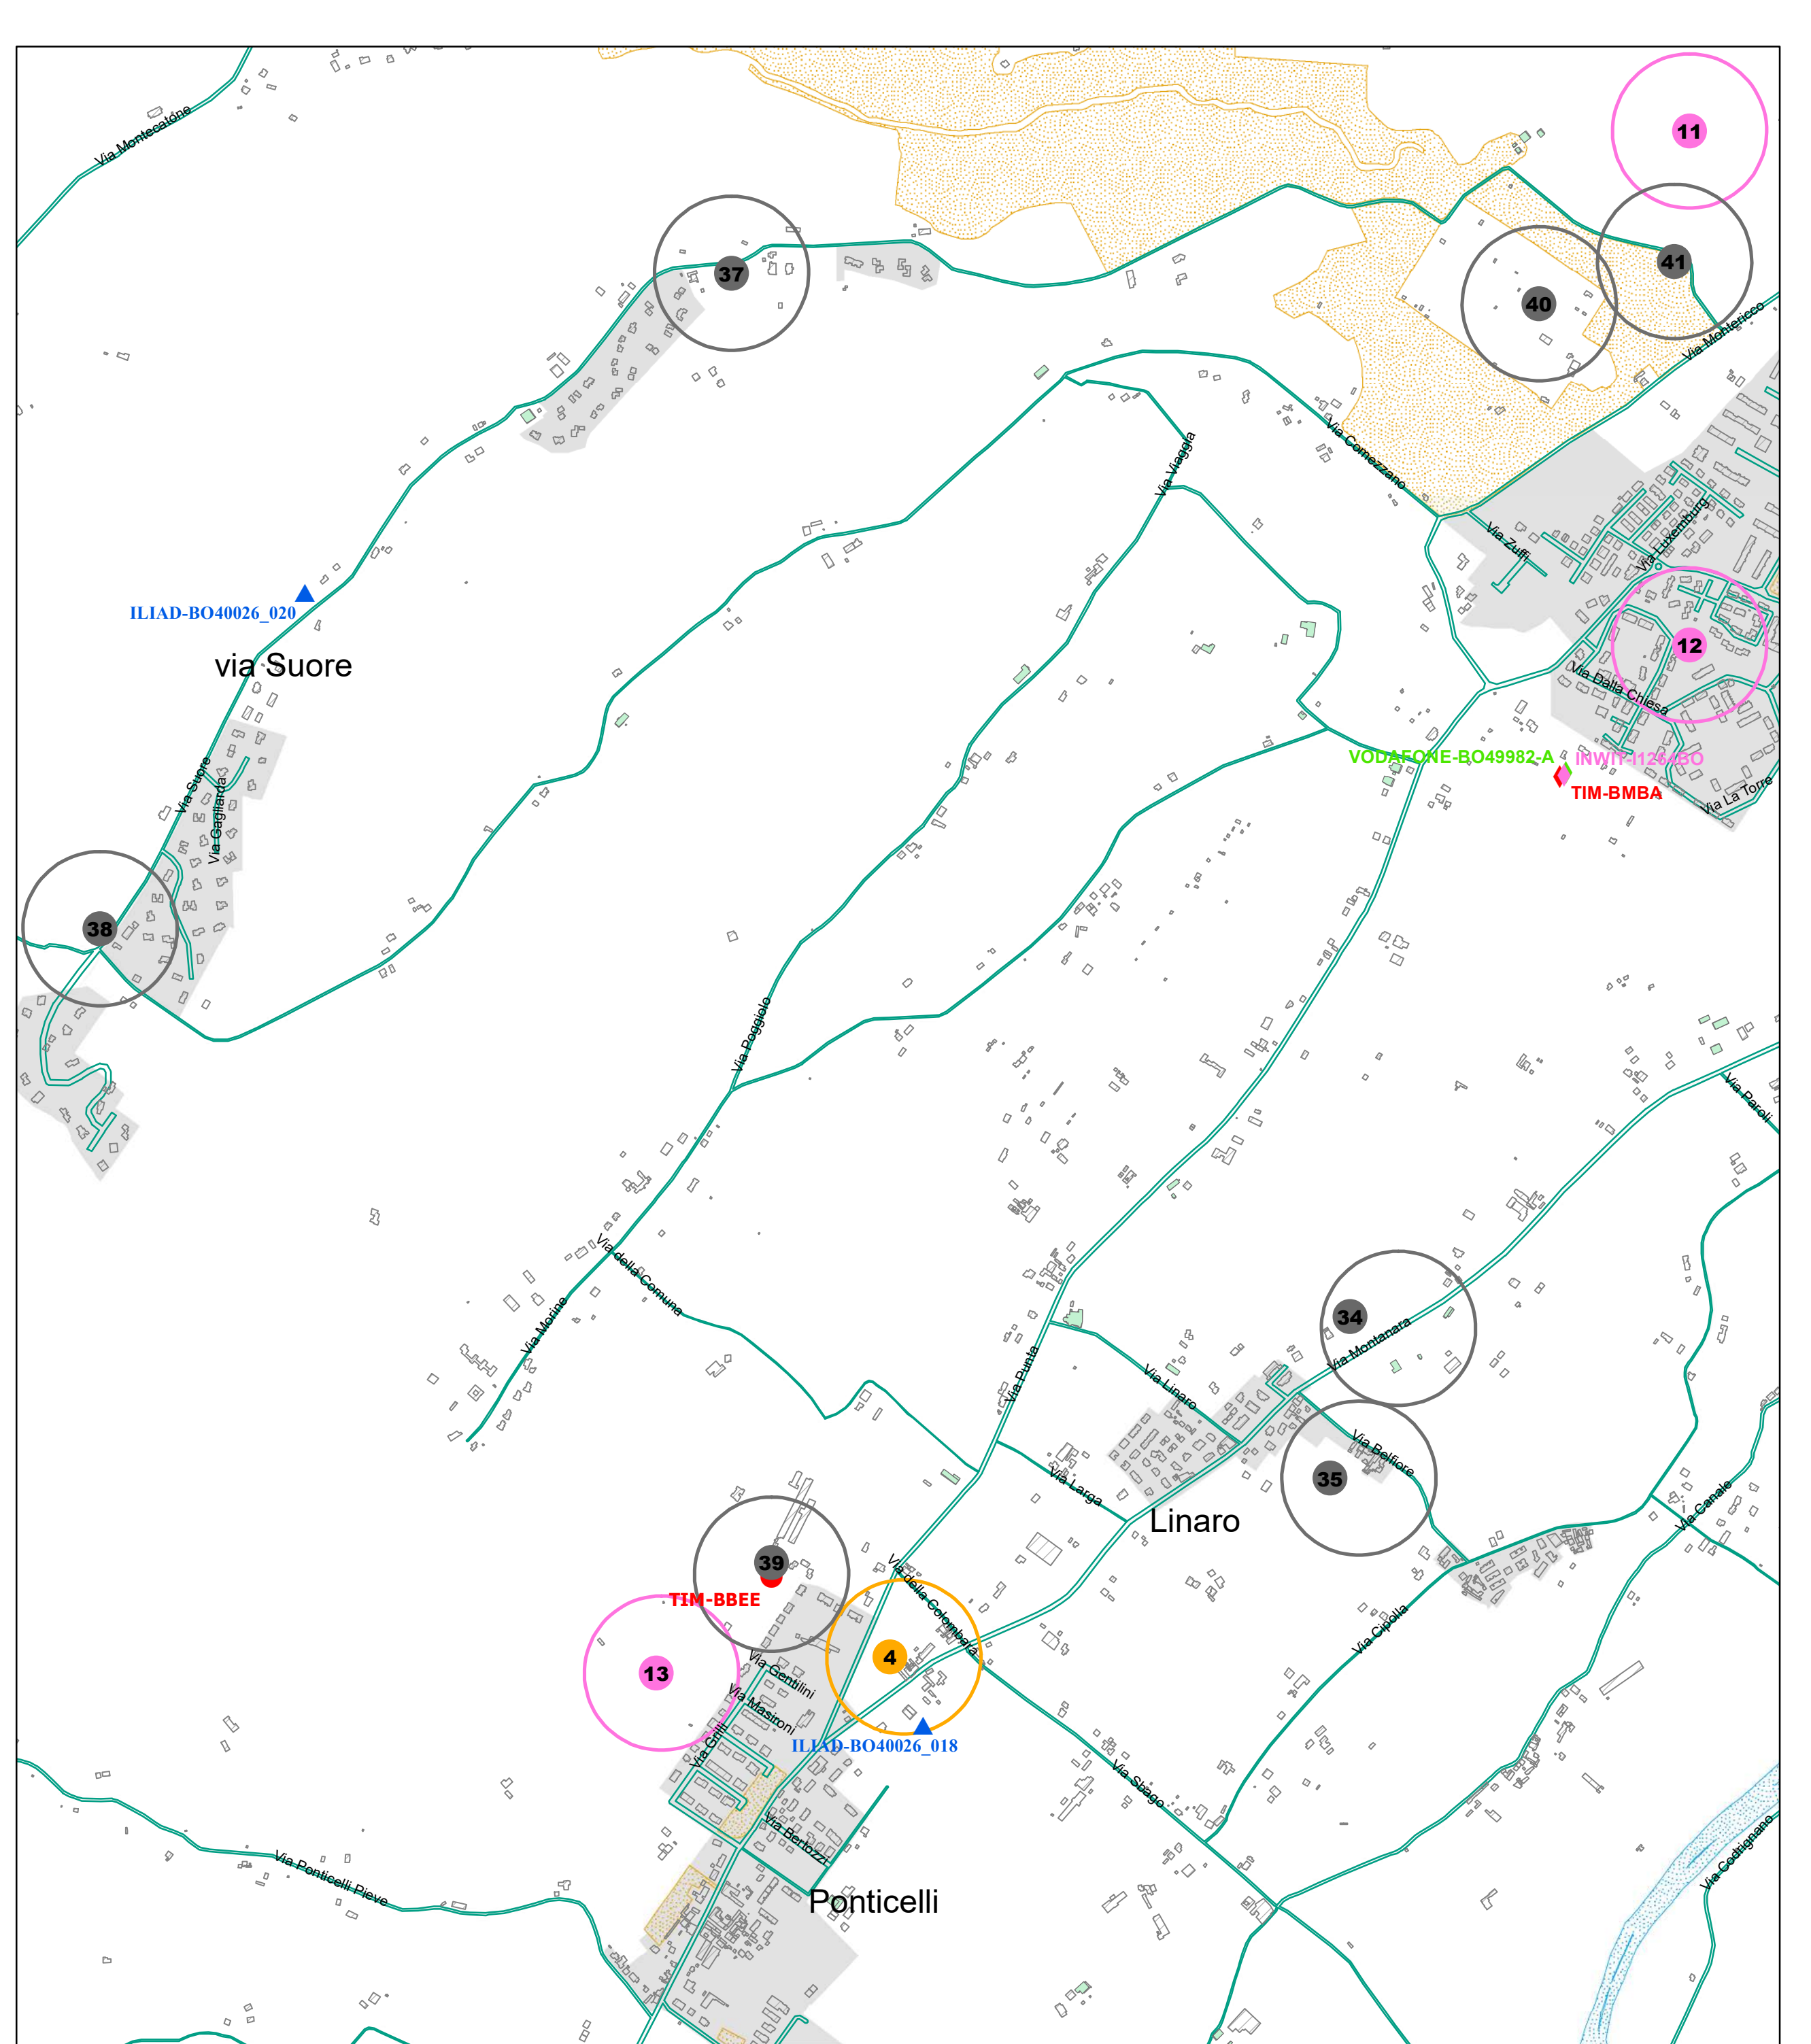 11
Via Montecatone
37
41
40
Via Montericco
Via Comezzano
Via Viaggia
Via Zuffi
Via Luxemburg
ILIAD-BO40026_020
via Suore
12
Via Dalla Chiesa
VODAFONE-BO49982-A
INWIT-I1264BO
TIM-BMBA
Via La Torre
Via Suore
Via Gagliarda
38
Via Poggiolo
Via Paroli
Via della Comuna
Via Morine
34
Via Montanara
Via Punta
Via Linaro
Via Belfiore
35
Via Larga
Linaro
Via Canale
39
TIM-BBEE
Via della Colombara
4
Via Cipolla
13
Via Gentilini
Via Masironi
Via Grilli
ILIAD-BO40026_018
Via Sbago
Via Bertozzi
Via Codrignano
Via Ponticelli Pieve
Ponticelli